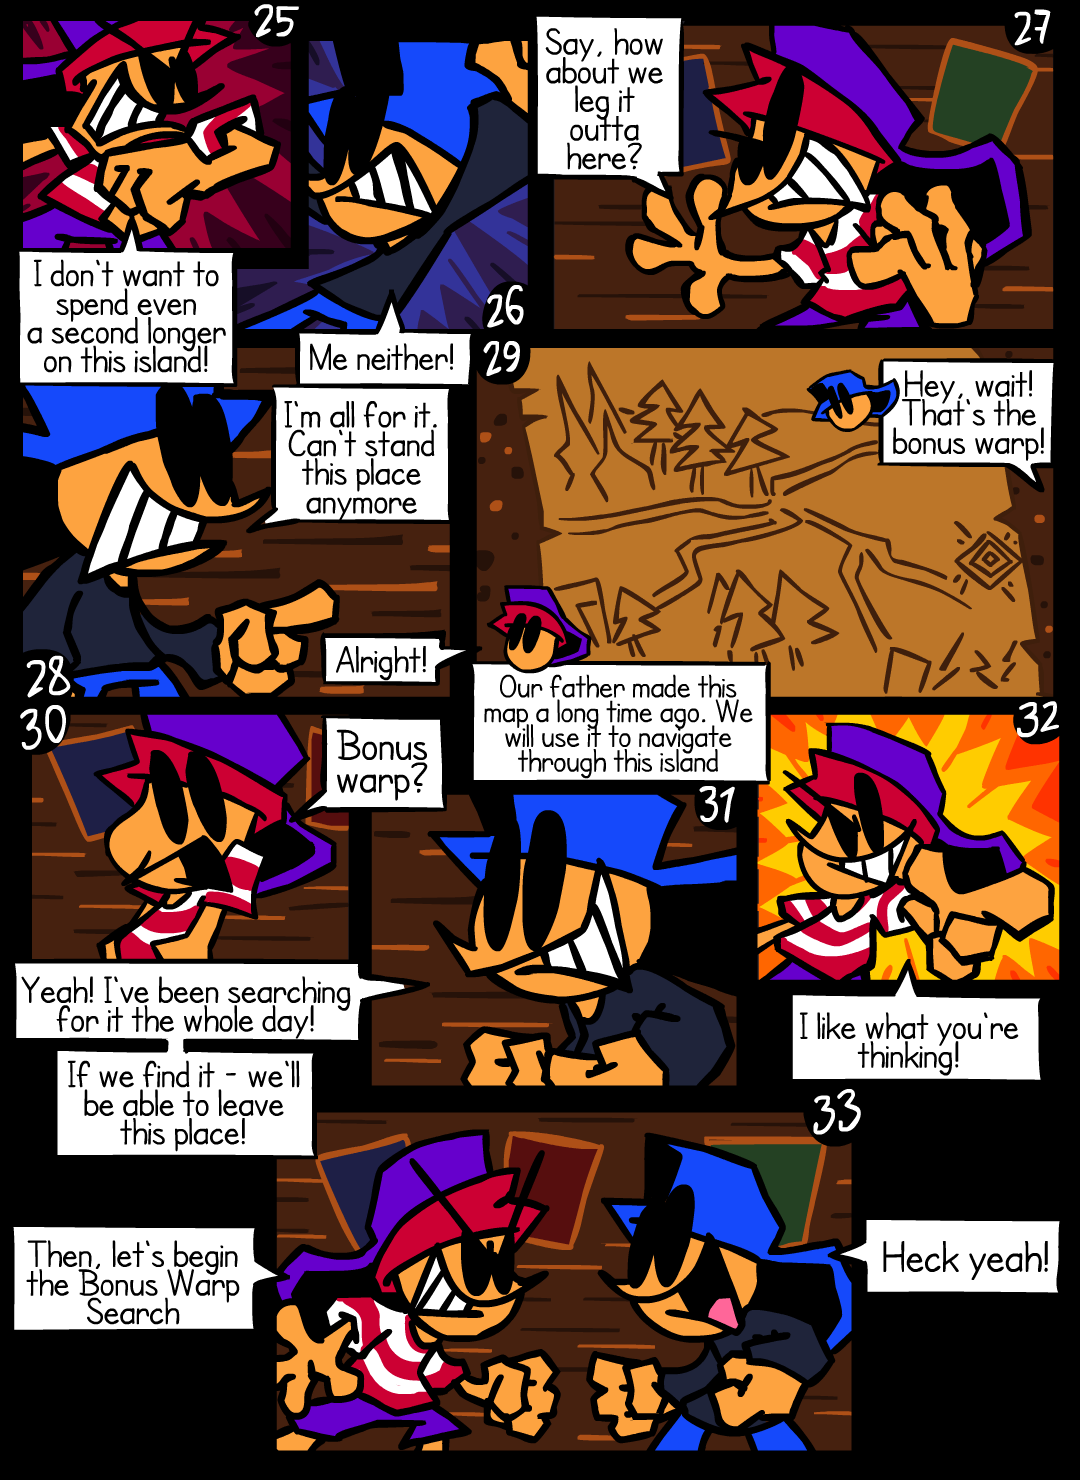 25
I don't want to
spend even
a second longer
on this island!
26
Me neither!
27
Say, how
about we
leg it
outta
here?
28
I'm all for it.
Can't stand
this place
anymore
29
Alright!
Our father made this
map a long time ago. We
will use it to navigate
through this island
Hey, wait!
That's the
bonus warp!
30
Bonus
warp?
31
Yeah! I've been searching
for it the whole day!
If we find it - we'll
be able to leave
this place!
32
I like what you're
thinking!
33
Then, let's begin
the Bonus Warp
Search
Heck yeah!